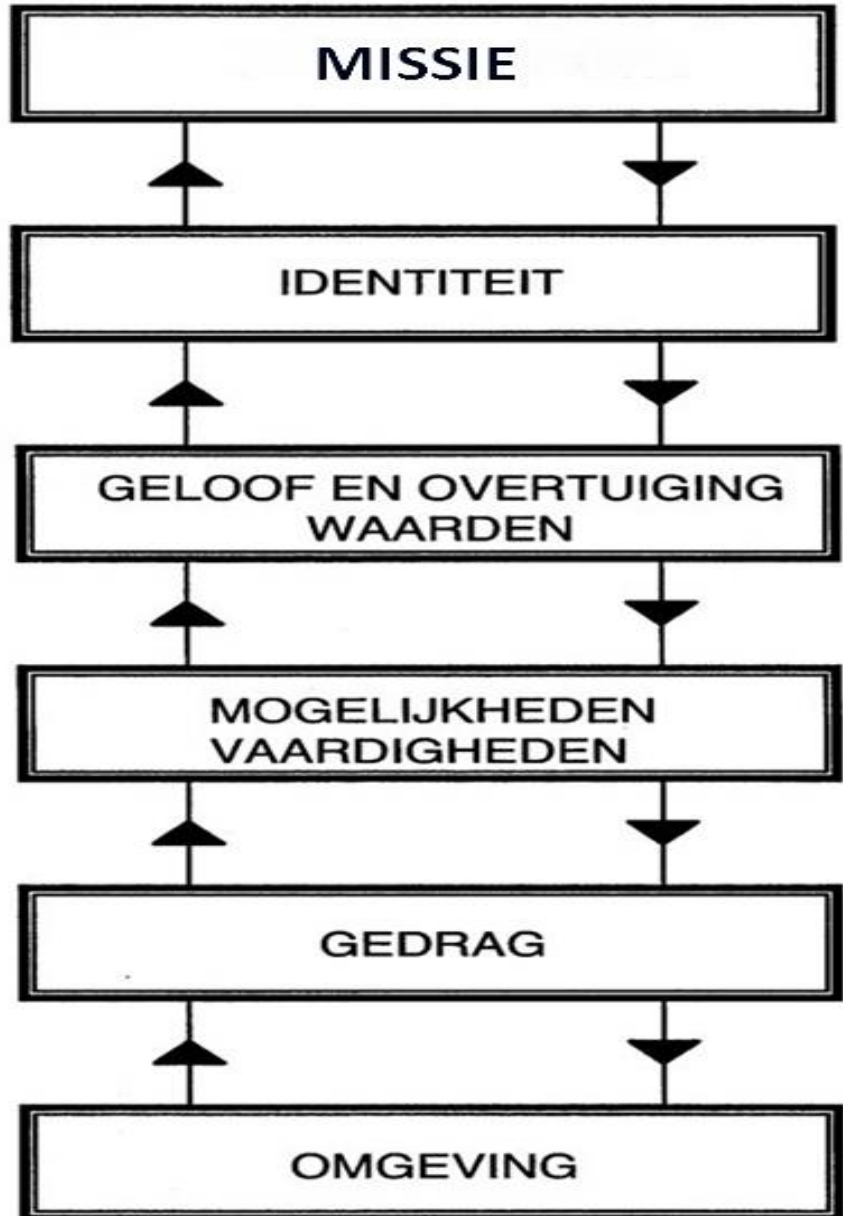 MISSIE
IDENTITEIT
GELOOF EN OVERTUIGING
WAARDEN
MOGELIJKHEDEN
VAARDIGHEDEN
GEDRAG
OMGEVING